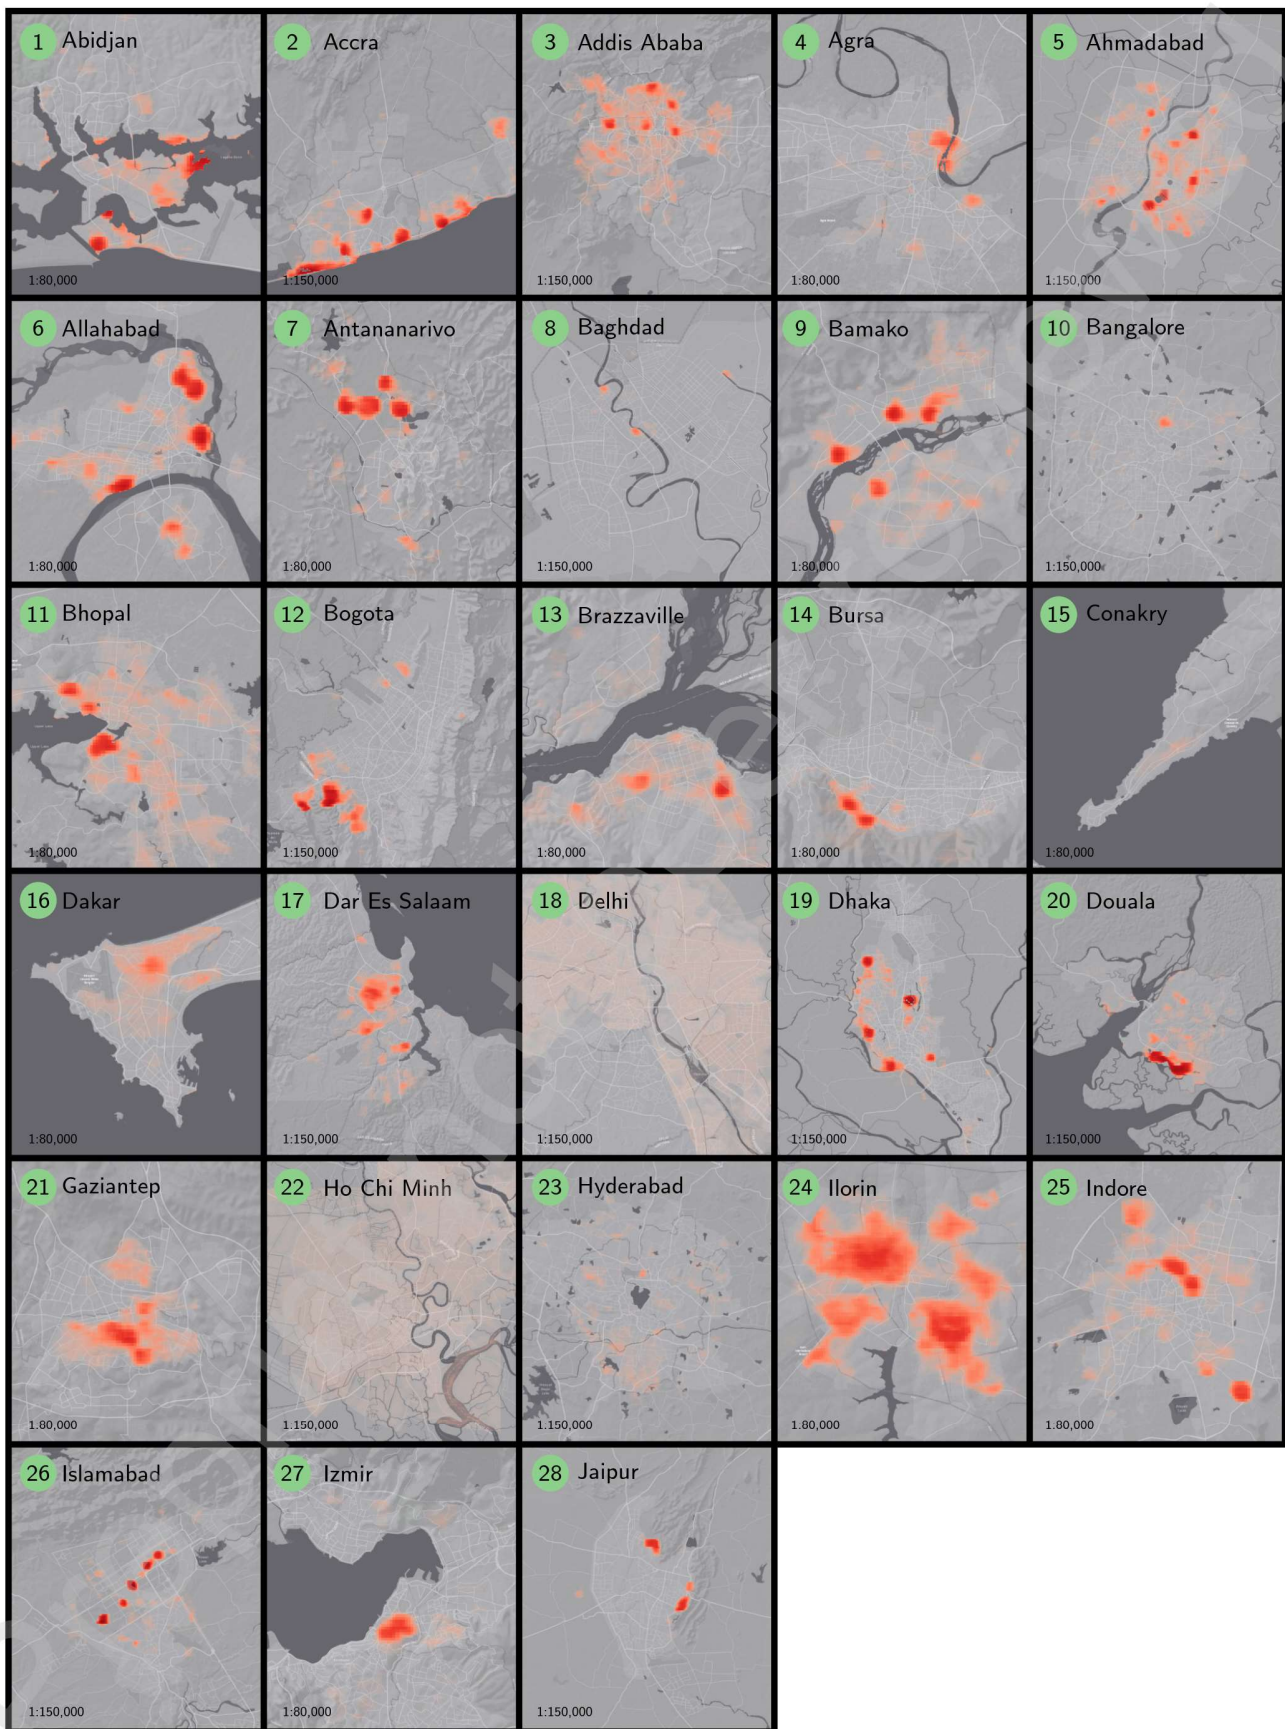 1 Abidjan
1:80,000
2 Accra
1:150,000
3 Addis Ababa
1:150,000
4 Agra
1:80,000
5 Ahmadabad
1:150,000
6 Allahabad
1:80,000
7 Antananarivo
1:80,000
8 Baghdad
1:150,000
9 Bamako
1:80,000
10 Bangalore
1:150,000
11 Bhopal
1:80,000
12 Bogota
1:150,000
13 Brazzaville
1:80,000
14 Bursa
1:80,000
15 Conakry
1:80,000
16 Dakar
1:80,000
17 Dar Es Salaam
1:150,000
18 Delhi
1:150,000
19 Dhaka
1:150,000
20 Douala
1:150,000
21 Gaziantep
1:80,000
22 Ho Chi Minh
1:150,000
23 Hyderabad
1:150,000
24 Ilorin
1:80,000
25 Indore
1:80,000
26 Islamabad
1:150,000
27 Izmir
1:80,000
28 Jaipur
1:150,000